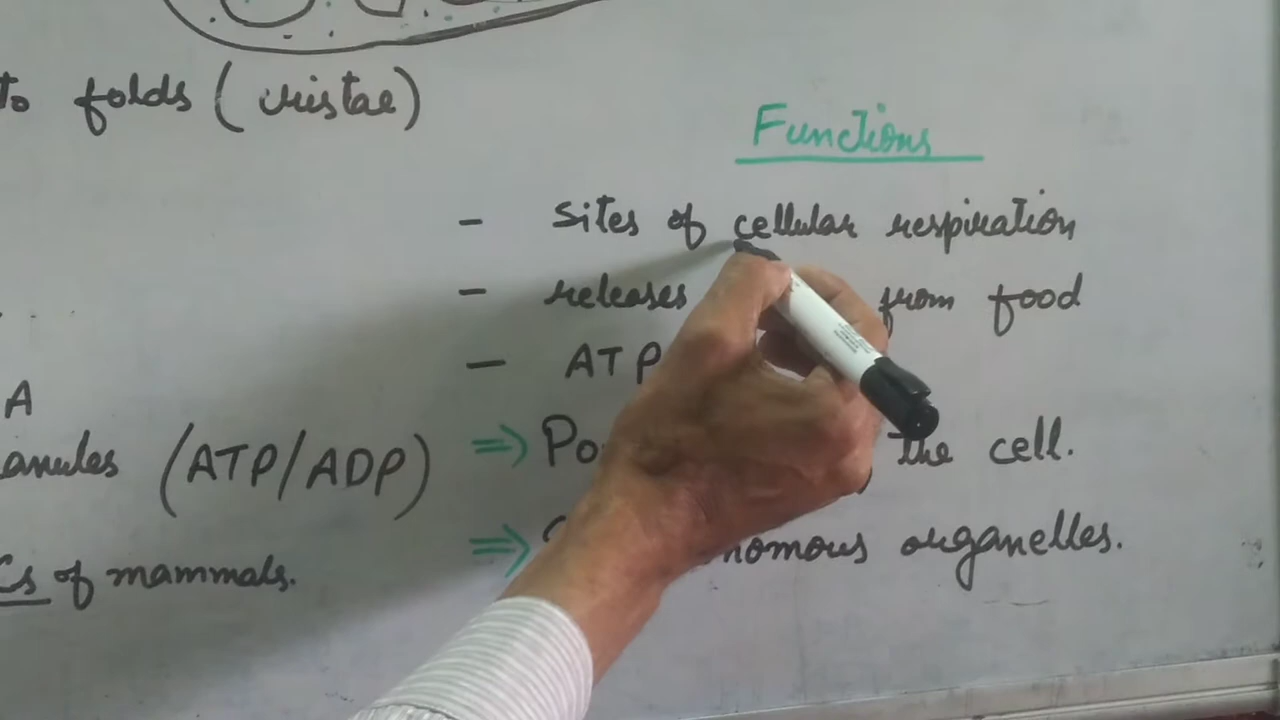 to folds (cristae)
Functions
- Sites of cellular respiration
- releases from food
- ATP
A
anules (ATP/ADP)
⇒ Po the cell.
⇒ nomous organelles.
Cs of mammals.